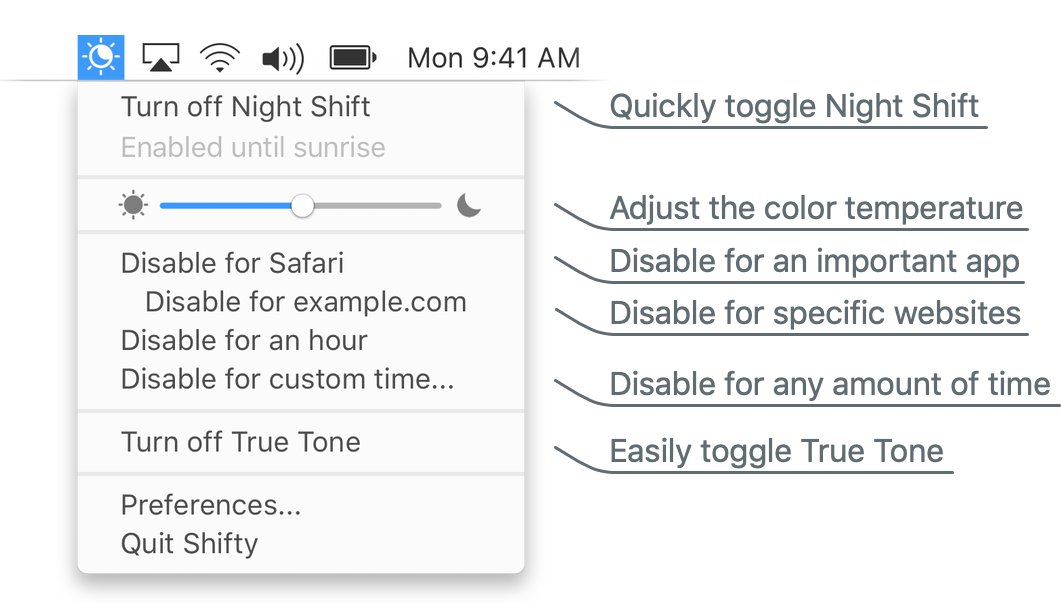 Mon 9:41 AM
Turn off Night Shift
Enabled until sunrise
Disable for Safari
Disable for example.com
Disable for an hour
Disable for custom time...
Turn off True Tone
Preferences...
Quit Shifty
Quickly toggle Night Shift
Adjust the color temperature
Disable for an important app
Disable for specific websites
Disable for any amount of time
Easily toggle True Tone